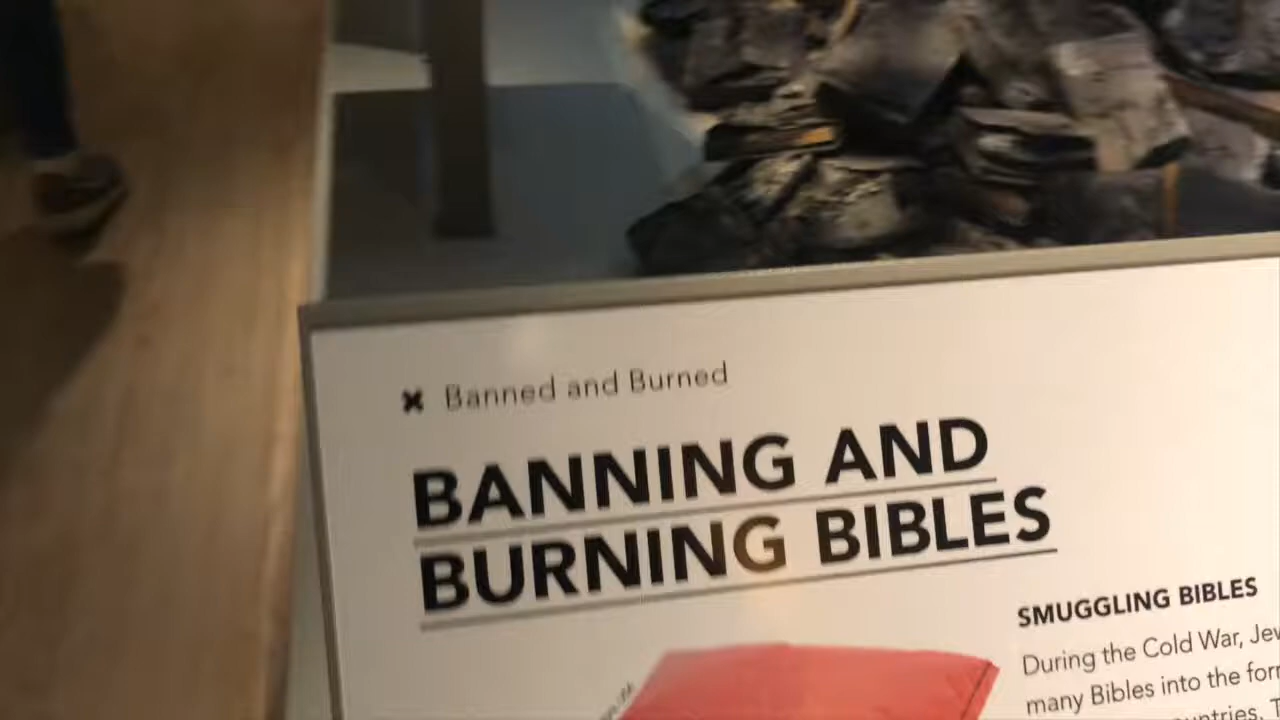 Banned and Burned
BANNING AND
BURNING BIBLES
SMUGGLING BIBLES
During the Cold War,
many Bibles into the